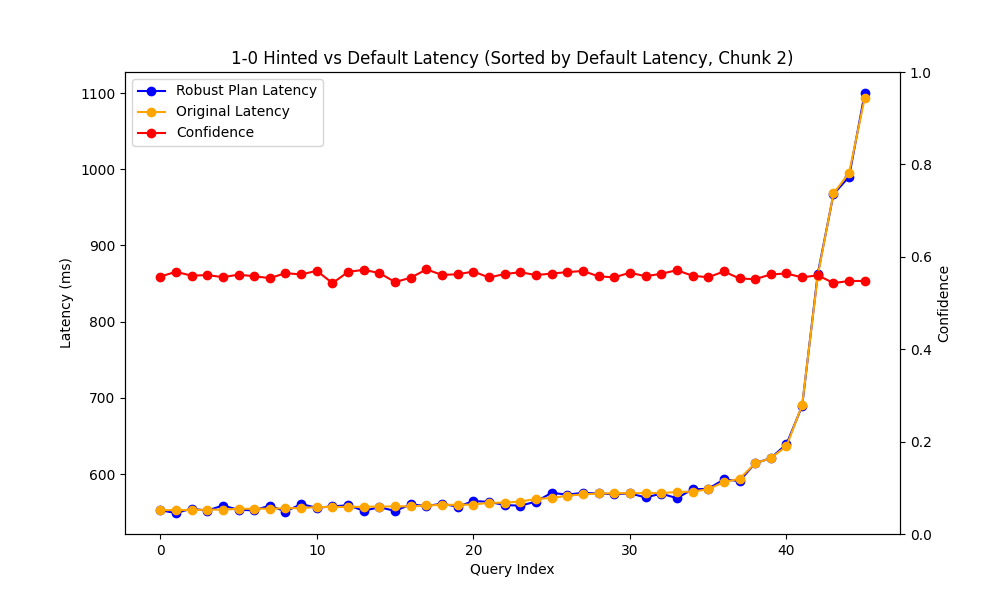 1-0 Hinted vs Default Latency (Sorted by Default Latency, Chunk 2)
Robust Plan Latency
Original Latency
Confidence
Latency (ms)
1100
1000
900
800
700
600
0
10
20
30
40
Query Index
1.0
0.8
0.6
0.4
0.2
0.0
Confidence